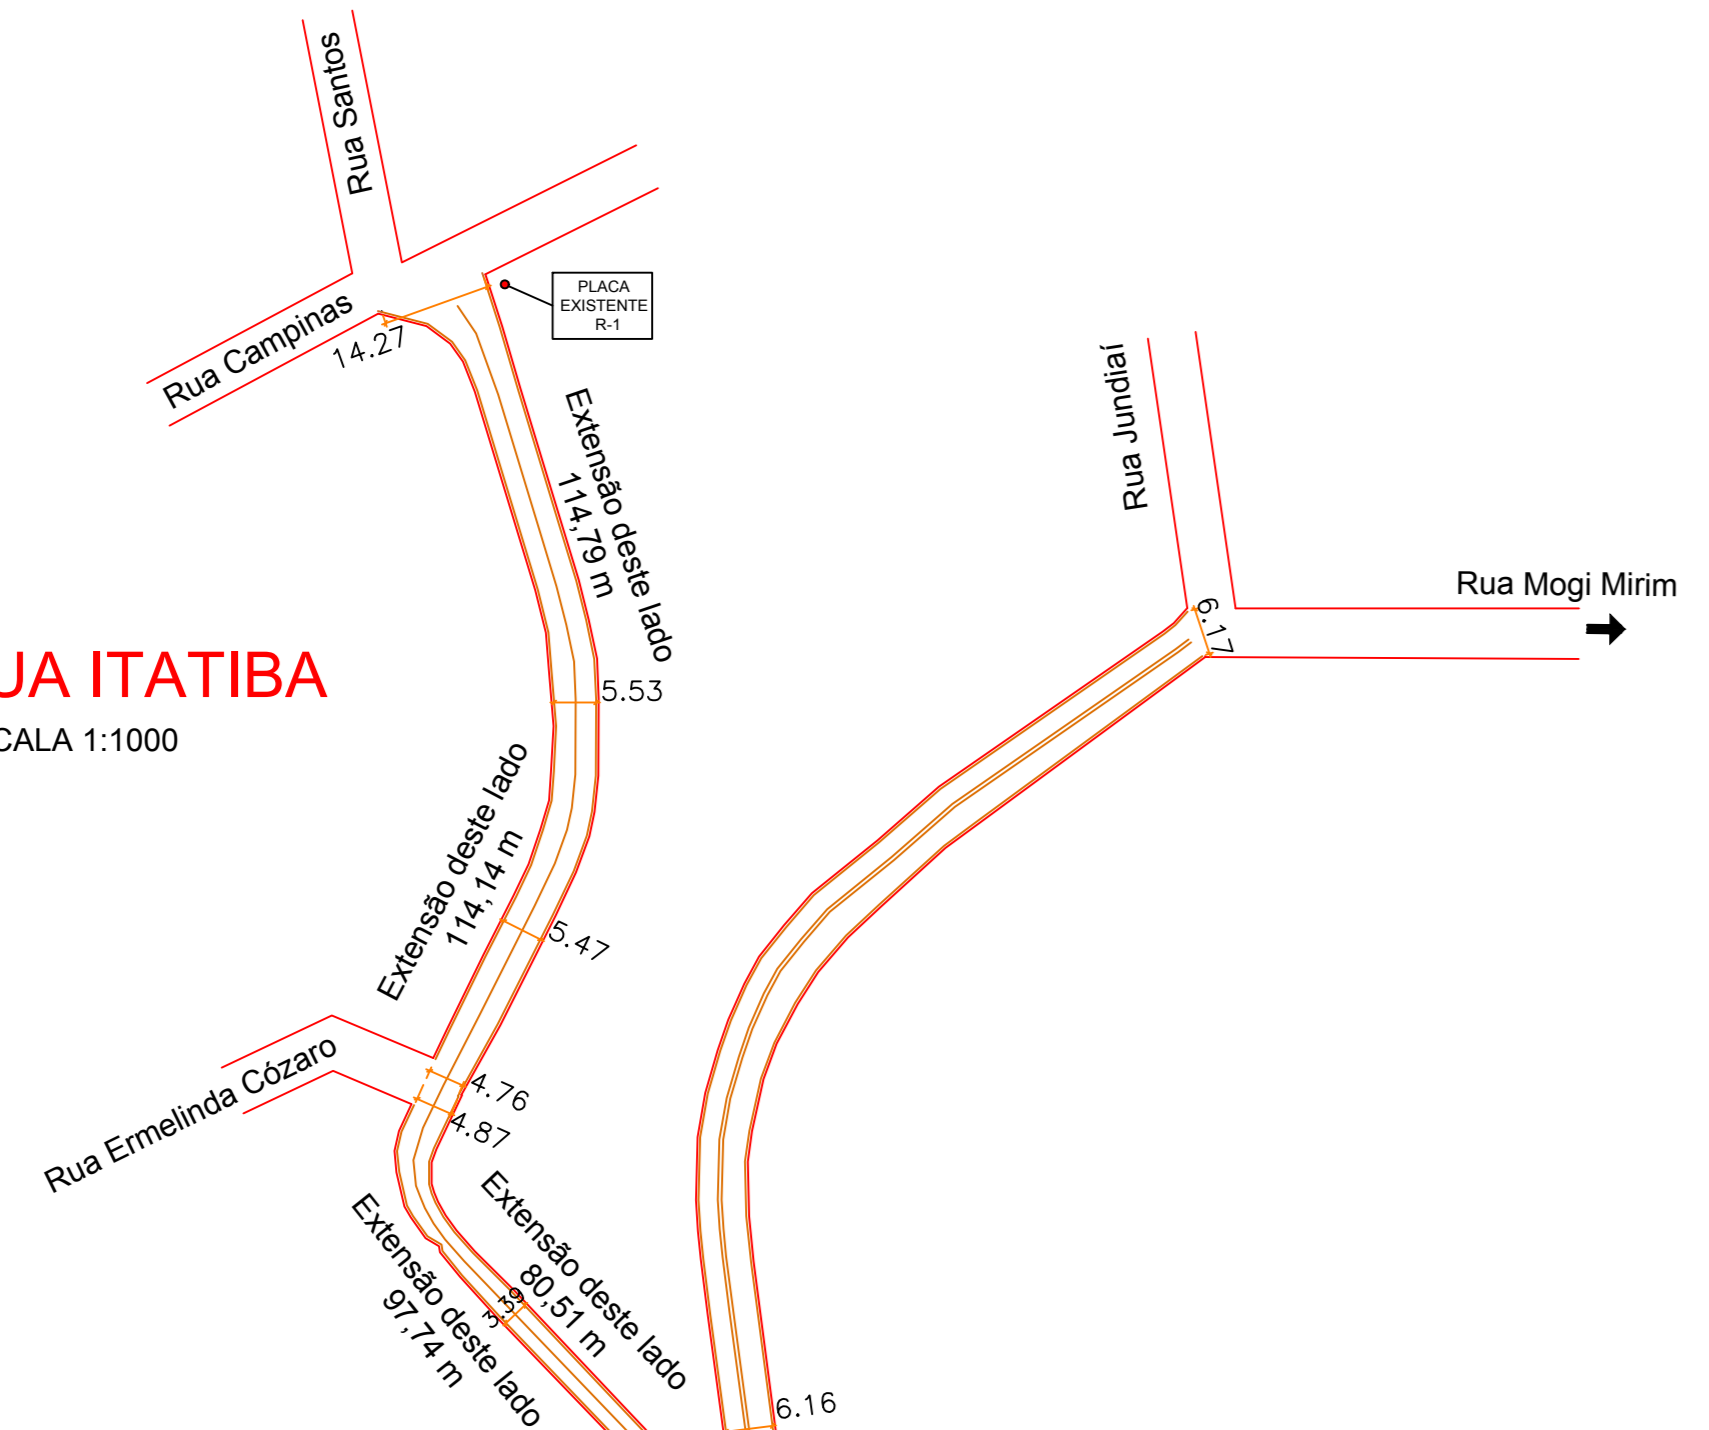 Rua Santos
PLACA
EXISTENTE
R-1
Rua Campinas
14.27
Extensão deste lado
114,79 m
Rua Jundiaí
Rua Mogi Mirim
6.17
UA ITATIBA
CALA 1:1000
5.53
Extensão deste lado
114,14 m
5.47
Rua Ermelinda Cózaro
4.76
4.87
Extensão deste lado
80,51 m
3.39
Extensão deste lado
97,74 m
6.16